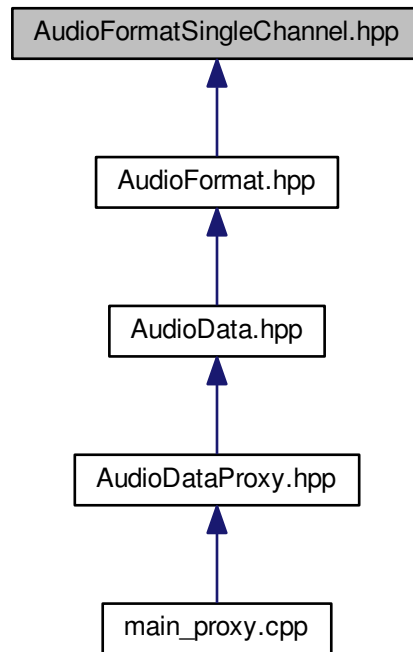 AudioFormatSingleChannel.hpp
AudioFormat.hpp
AudioData.hpp
AudioDataProxy.hpp
main_proxy.cpp